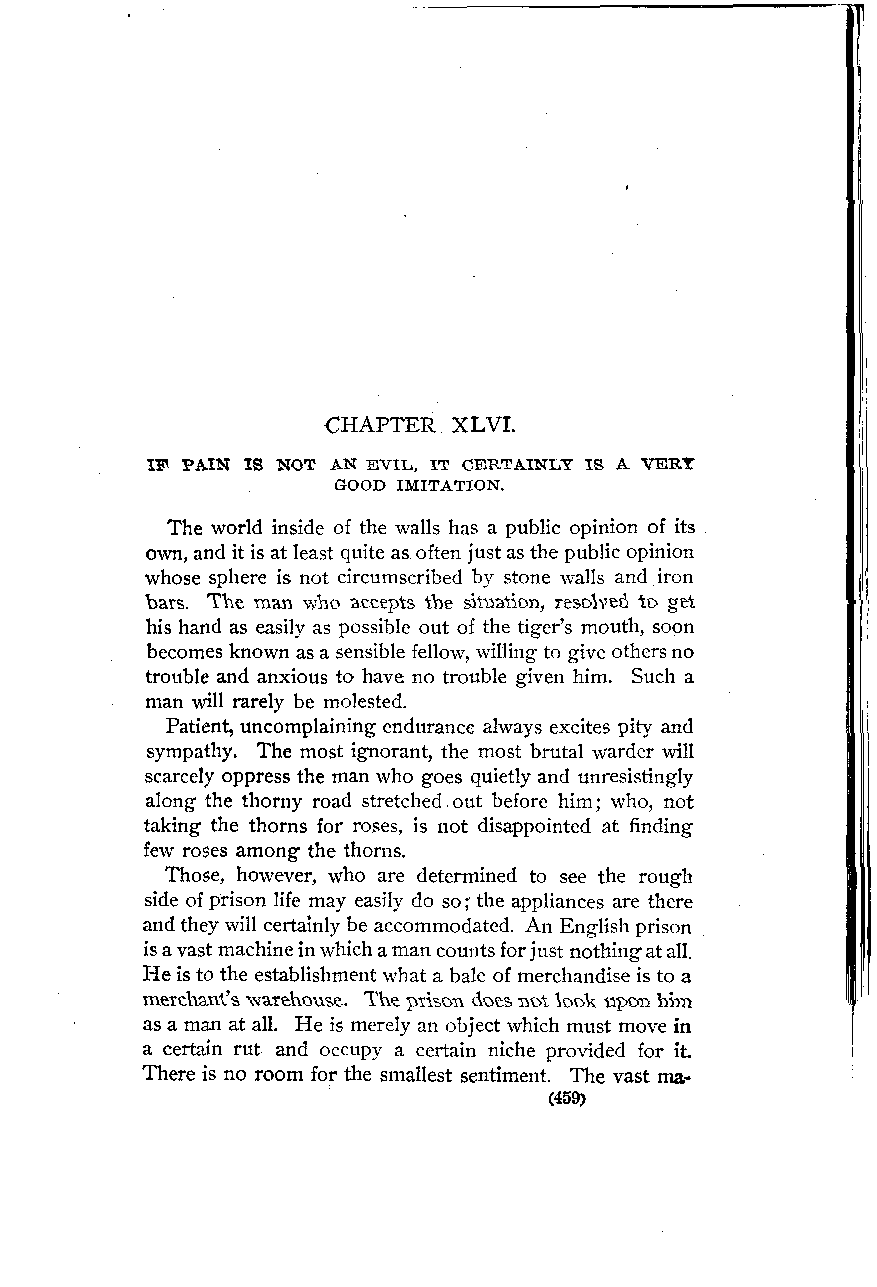 CHAPTER XLVI.
IF PAIN IS NOT AN EVIL, IT CERTAINLY IS A VERY
GOOD IMITATION.
The world inside of the walls has a public opinion of its
own, and it is at least quite as often just as the public opinion
whose sphere is not circumscribed by stone walls and iron
bars. The man who accepts the situation, resolved to get
his hand as easily as possible out of the tiger's mouth, soon
becomes known as a sensible fellow, willing to give others no
trouble and anxious to have no trouble given him. Such a
man will rarely be molested.
Patient, uncomplaining endurance always excites pity and
sympathy. The most ignorant, the most brutal warder will
scarcely oppress the man who goes quietly and unresistingly
along the thorny road stretched out before him; who, not
taking the thorns for roses, is not disappointed at finding
few roses among the thorns.
Those, however, who are determined to see the rough
side of prison life may easily do so; the appliances are there
and they will certainly be accommodated. An English prison
is a vast machine in which a man counts for just nothing at all.
He is to the establishment what a bale of merchandise is to a
merchant's warehouse. The prison does not look upon him
as a man at all. He is merely an object which must move in
a certain rut and occupy a certain niche provided for it.
There is no room for the smallest sentiment. The vast ma-
(459)